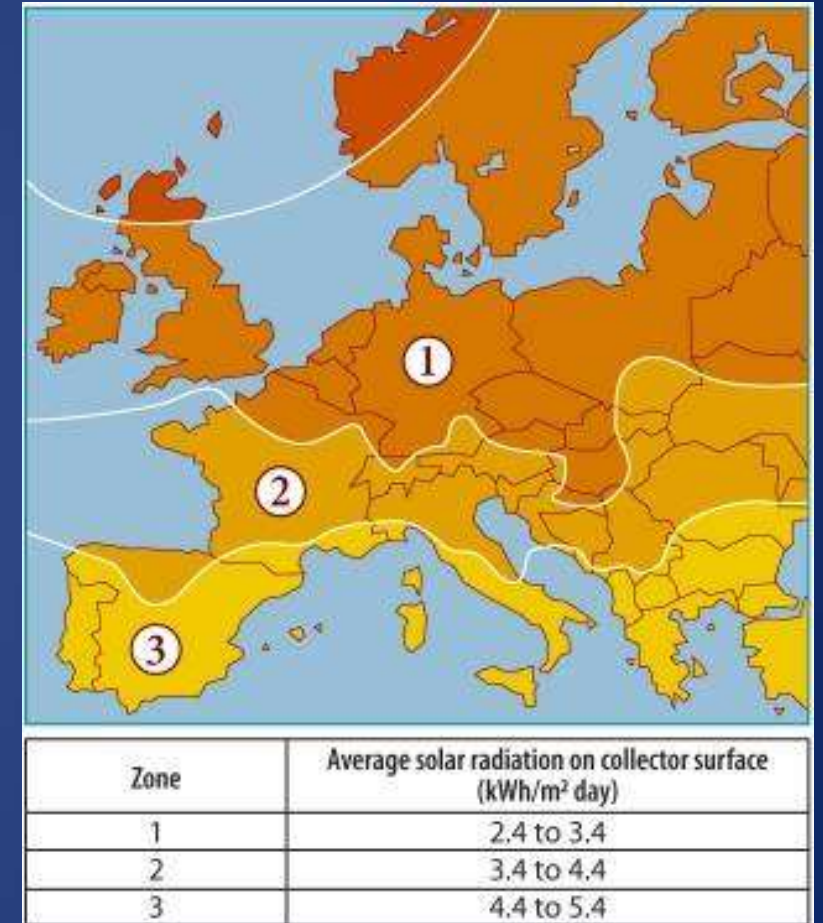 1
2
3
Zone Average solar radiation on collector surface
(kWh/m² day)
1 2.4 to 3.4
2 3.4 to 4.4
3 4.4 to 5.4